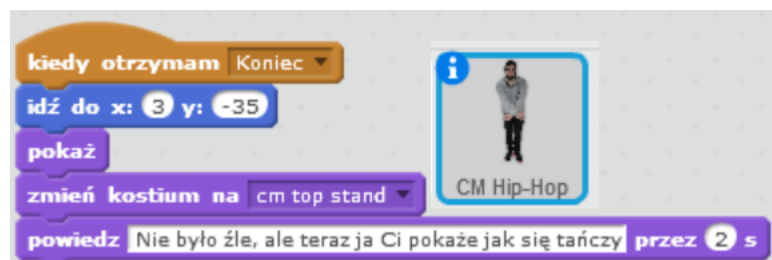 kiedy otrzymam Koniec
idź do x: 3 y: -35
pokaż
zmień kostium na cm top stand
powiedz Nie było źle, ale teraz ja Ci pokaże jak się tańczy przez 2 s
i
CM Hip-Hop